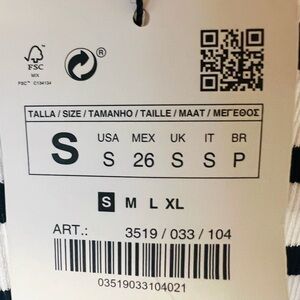 FSC
MIX
FSC™ C134134
®
TALLA / SIZE / TAMANHO / TAILLE / MAAT / ΜΕΓΕΘΟΣ
S USA MEX UK IT BR
S 26 S S P
S M L XL
ART.: 3519 / 033 / 104
03519033104021